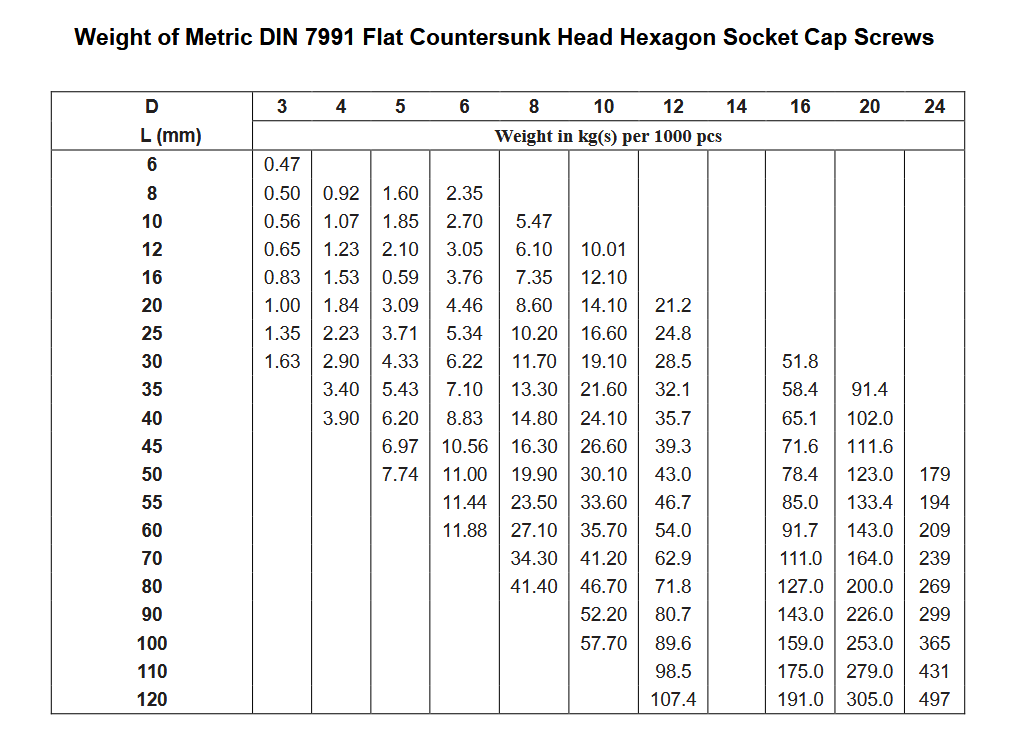 Weight of Metric DIN 7991 Flat Countersunk Head Hexagon Socket Cap Screws
D 3 4 5 6 8 10 12 14 16 20 24
L (mm) Weight in kg(s) per 1000 pcs
6 0.47
8 0.50 0.92 1.60 2.35
10 0.56 1.07 1.85 2.70 5.47
12 0.65 1.23 2.10 3.05 6.10 10.01
16 0.83 1.53 0.59 3.76 7.35 12.10
20 1.00 1.84 3.09 4.46 8.60 14.10 21.2
25 1.35 2.23 3.71 5.34 10.20 16.60 24.8
30 1.63 2.90 4.33 6.22 11.70 19.10 28.5 51.8
35 3.40 5.43 7.10 13.30 21.60 32.1 58.4 91.4
40 3.90 6.20 8.83 14.80 24.10 35.7 65.1 102.0
45 6.97 10.56 16.30 26.60 39.3 71.6 111.6
50 7.74 11.00 19.90 30.10 43.0 78.4 123.0 179
55 11.44 23.50 33.60 46.7 85.0 133.4 194
60 11.88 27.10 35.70 54.0 91.7 143.0 209
70 34.30 41.20 62.9 111.0 164.0 239
80 41.40 46.70 71.8 127.0 200.0 269
90 52.20 80.7 143.0 226.0 299
100 57.70 89.6 159.0 253.0 365
110 98.5 175.0 279.0 431
120 107.4 191.0 305.0 497